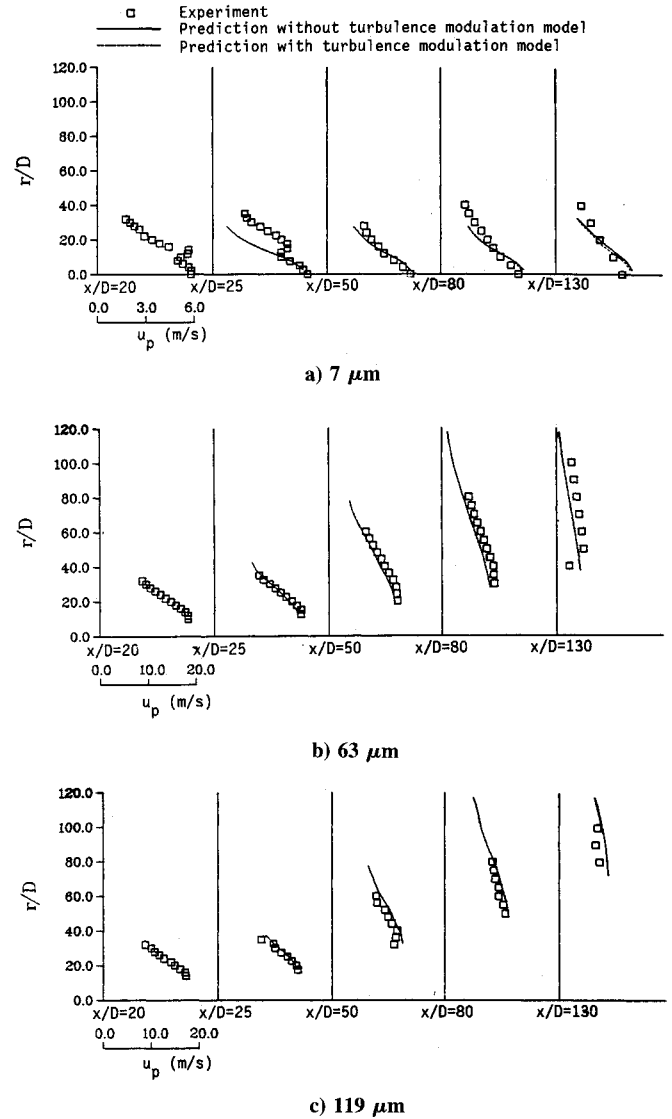 Experiment
Prediction without turbulence modulation model
Prediction with turbulence modulation model
120.0
100.0
80.0
60.0
40.0
20.0
0.0
r/D
x/D=20 x/D=25 x/D=50 x/D=80 x/D=130
0.0 3.0 6.0
u_p (m/s)
a) 7 μm
120.0
100.0
80.0
60.0
40.0
20.0
0.0
r/D
x/D=20 x/D=25 x/D=50 x/D=80 x/D=130
0.0 10.0 20.0
u_p (m/s)
b) 63 μm
120.0
100.0
80.0
60.0
40.0
20.0
0.0
r/D
x/D=20 x/D=25 x/D=50 x/D=80 x/D=130
0.0 10.0 20.0
u_p (m/s)
c) 119 μm